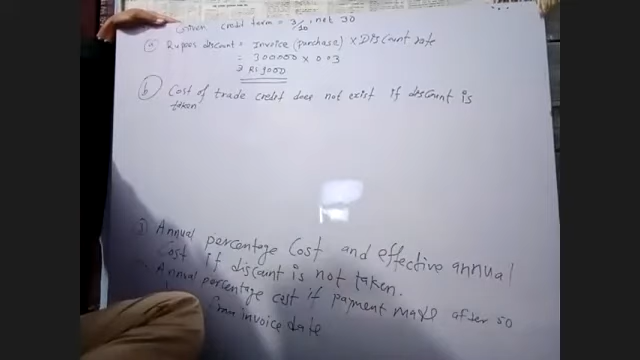 Given credit term = 3/10, net 30
(a) Rupees discount = Invoice (purchase) x Discount rate
= 300000 x 0.03
= Rs 9000
(b) Cost of trade credit does not exist if discount is
taken
Annual percentage Cost and effective annual
Cost if discount is not taken.
Annual percentage cost if payment made after 50
from invoice date